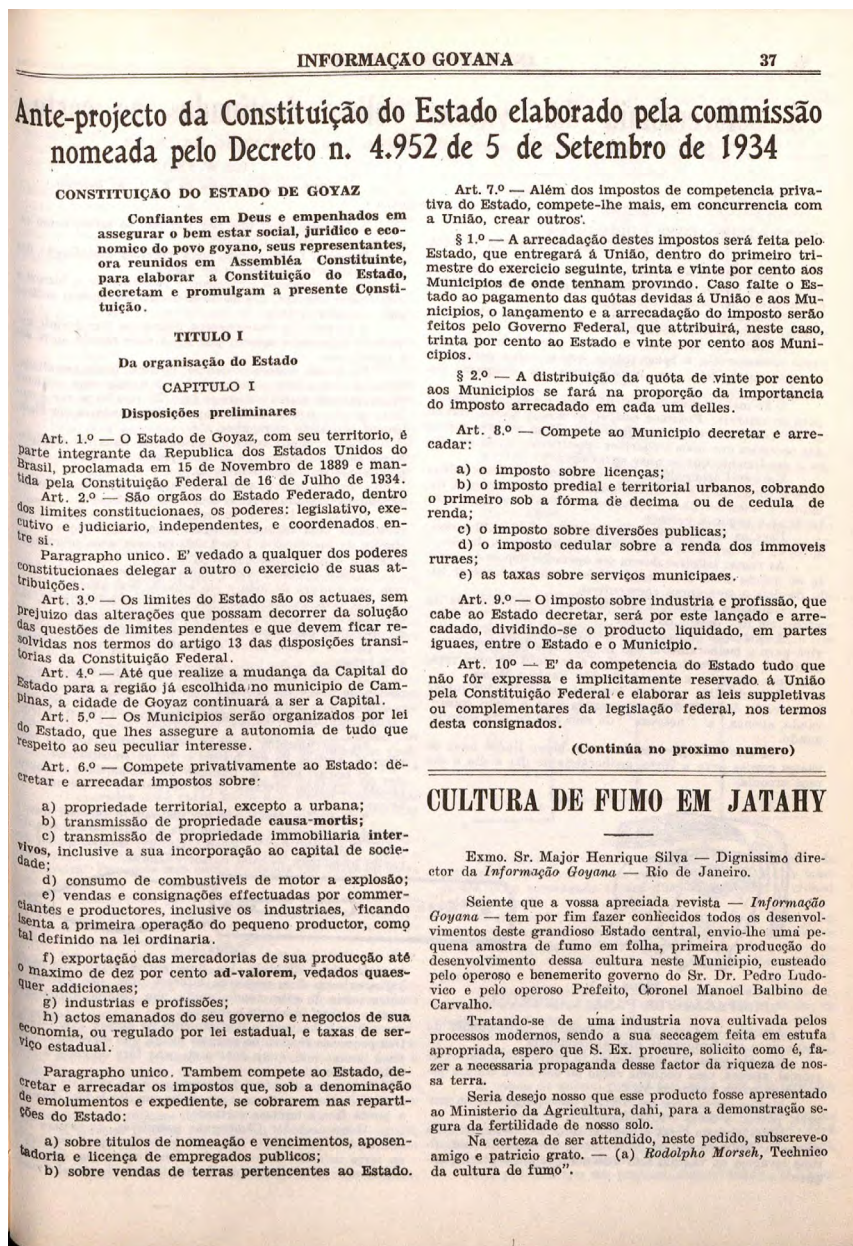 INFORMAÇÃO GOYANA 37
Ante-projecto da Constituição do Estado elaborado pela commissão
nomeada pelo Decreto n. 4.952 de 5 de Setembro de 1934
CONSTITUIÇÃO DO ESTADO DE GOYAZ
Confiantes em Deus e empenhados em
assegurar o bem estar social, juridico e eco-
nomico do povo goyano, seus representantes,
ora reunidos em Assembléa Constituinte,
para elaborar a Constituição do Estado,
decretam e promulgam a presente Consti-
tuição.
TITULO I
Da organisação do Estado
CAPITULO I
Disposições preliminares
Art. 1.º — O Estado de Goyaz, com seu territorio, é
parte integrante da Republica dos Estados Unidos do
Brasil, proclamada em 15 de Novembro de 1889 e man-
tida pela Constituição Federal de 16 de Julho de 1934.
Art. 2.º — São orgãos do Estado Federado, dentro
dos limites constitucionaes, os poderes: legislativo, exe-
cutivo e judiciario, independentes, e coordenados en-
tre si.
Paragrapho unico. E' vedado a qualquer dos poderes
constitucionaes delegar a outro o exercicio de suas at-
tribuições.
Art. 3.º — Os limites do Estado são os actuaes, sem
prejuizo das alterações que possam decorrer da solução
das questões de limites pendentes e que devem ficar re-
solvidas nos termos do artigo 13 das disposições transi-
torias da Constituição Federal.
Art. 4.º — Até que realize a mudança da Capital do
Estado para a região já escolhida no municipio de Cam-
pinas, a cidade de Goyaz continuará a ser a Capital.
Art. 5.º — Os Municipios serão organizados por lei
do Estado, que lhes assegure a autonomia de tudo que
respeito ao seu peculiar interesse.
Art. 6.º — Compete privativamente ao Estado: de-
cretar e arrecadar impostos sobre:
a) propriedade territorial, excepto a urbana;
b) transmissão de propriedade causa-mortis;
c) transmissão de propriedade immobiliaria inter-
vivos, inclusive a sua incorporação ao capital de socie-
dade;
d) consumo de combustiveis de motor a explosão;
e) vendas e consignações effectuadas por commer-
ciantes e productores, inclusive os industriaes, ficando
isenta a primeira operação do pequeno productor, como
tal definido na lei ordinaria.
f) exportação das mercadorias de sua producção até
o maximo de dez por cento ad-valorem, vedados quaes-
quer addicionaes;
g) industrias e profissões;
h) actos emanados do seu governo e negocios de sua
economia, ou regulado por lei estadual, e taxas de ser-
viço estadual.
Paragrapho unico. Tambem compete ao Estado, de-
cretar e arrecadar os impostos que, sob a denominação
de emolumentos e expediente, se cobrarem nas reparti-
ções do Estado:
a) sobre titulos de nomeação e vencimentos, aposen-
tadoria e licença de empregados publicos;
b) sobre vendas de terras pertencentes ao Estado.
Art. 7.º — Além dos impostos de competencia priva-
tiva do Estado, compete-lhe mais, em concurrencia com
a União, crear outros.
§ 1.º — A arrecadação destes impostos será feita pelo
Estado, que entregará á União, dentro do primeiro tri-
mestre do exercicio seguinte, trinta e vinte por cento aos
Municipios de onde tenham provindo. Caso falte o Es-
tado ao pagamento das quótas devidas á União e aos Mu-
nicipios, o lançamento e a arrecadação do imposto serão
feitos pelo Governo Federal, que attribuirá, neste caso,
trinta por cento ao Estado e vinte por cento aos Muni-
cipios.
§ 2.º — A distribuição da quóta de vinte por cento
aos Municipios se fará na proporção da importancia
do imposto arrecadado em cada um delles.
Art. 8.º — Compete ao Municipio decretar e arre-
cadar:
a) o imposto sobre licenças;
b) o imposto predial e territorial urbanos, cobrando
o primeiro sob a fórma de decima ou de cedula de
renda;
c) o imposto sobre diversões publicas;
d) o imposto cedular sobre a renda dos immoveis
ruraes;
e) as taxas sobre serviços municipaes.
Art. 9.º — O imposto sobre industria e profissão, que
cabe ao Estado decretar, será por este lançado e arre-
cadado, dividindo-se o producto liquidado, em partes
iguaes, entre o Estado e o Municipio.
Art. 10º — E' da competencia do Estado tudo que
não fôr expressa e implicitamente reservado á União
pela Constituição Federal e elaborar as leis suppletivas
ou complementares da legislação federal, nos termos
desta consignados.
(Continúa no proximo numero)
CULTURA DE FUMO EM JATAHY
Exmo. Sr. Major Henrique Silva — Dignissimo dire-
ctor da Informação Goyana — Rio de Janeiro.
Sciente que a vossa apreciada revista — Informação
Goyana — tem por fim fazer conhecidos todos os desenvol-
vimentos deste grandioso Estado central, envio-lhe uma pe-
quena amostra de fumo em folha, primeira producção do
desenvolvimento dessa cultura neste Municipio, custeado
pelo óperoso e benemerito governo do Sr. Dr. Pedro Ludo-
vico e pelo operoso Prefeito, Coronel Manoel Balbino de
Carvalho.
Tratando-se de uma industria nova cultivada pelos
processos modernos, sendo a sua seccagem feita em estufa
apropriada, espero que S. Ex. procure, solicito como é, fa-
zer a necessaria propaganda desse factor da riqueza de nos-
sa terra.
Seria desejo nosso que esse producto fosse apresentado
ao Ministerio da Agricultura, dahi, para a demonstração se-
gura da fertilidade de nosso solo.
Na certeza de ser attendido, neste pedido, subscreve-o
amigo e patricio grato. — (a) Rodolpho Morseh, Technico
da cultura de fumo".